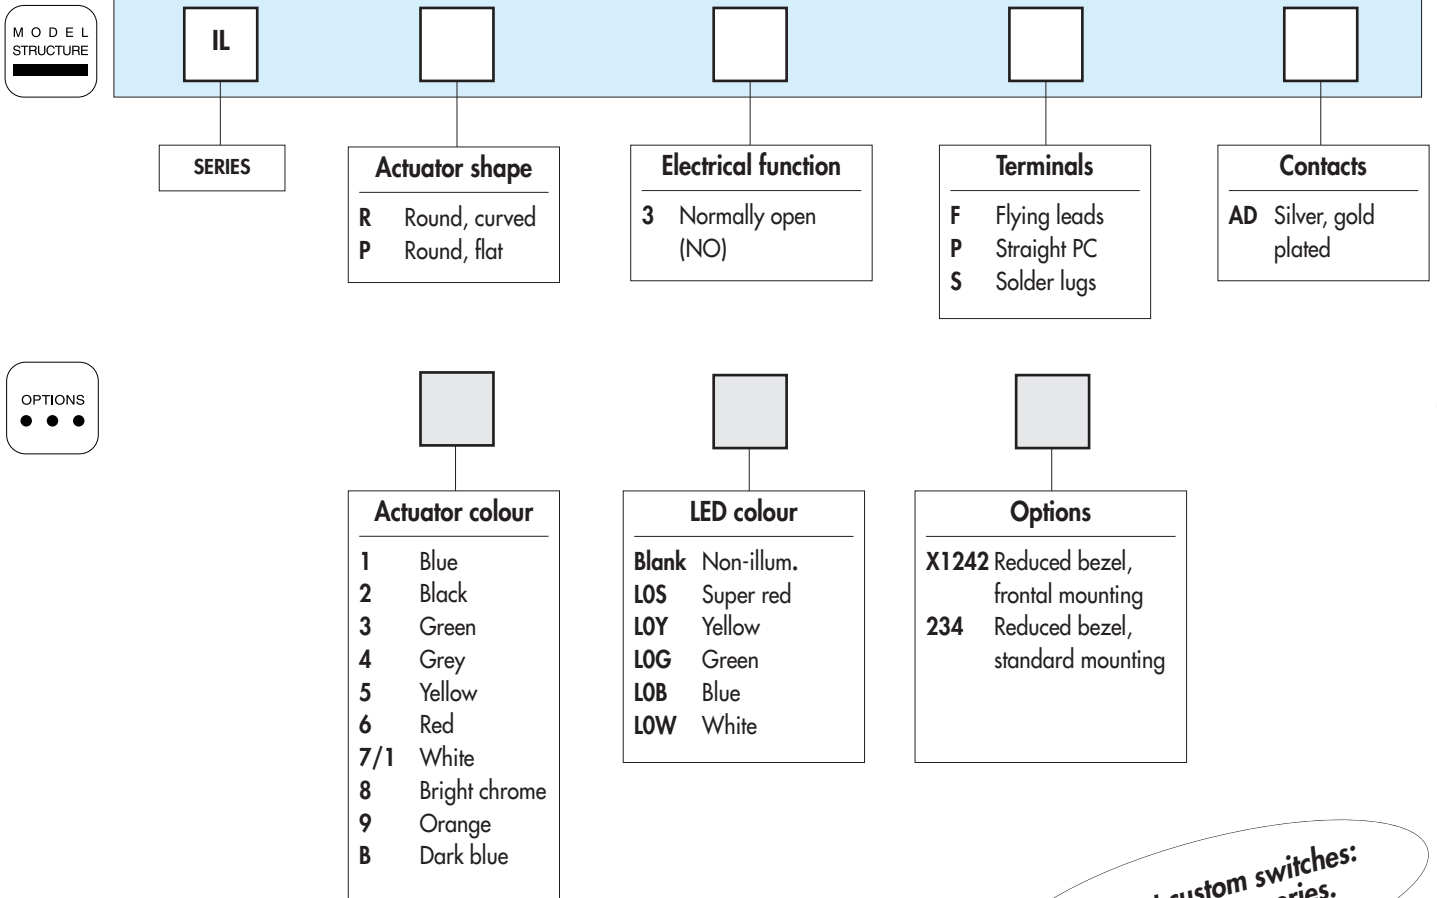 MODEL
STRUCTURE
IL
SERIES
Actuator shape
R Round, curved
P Round, flat
Electrical function
3 Normally open
(NO)
Terminals
F Flying leads
P Straight PC
S Solder lugs
Contacts
AD Silver, gold
plated
OPTIONS
Actuator colour
1 Blue
2 Black
3 Green
4 Grey
5 Yellow
6 Red
7/1 White
8 Bright chrome
9 Orange
B Dark blue
LED colour
Blank Non-illum.
L0S Super red
L0Y Yellow
L0G Green
L0B Blue
L0W White
Options
X1242 Reduced bezel,
frontal mounting
234 Reduced bezel,
standard mounting
custom switches: